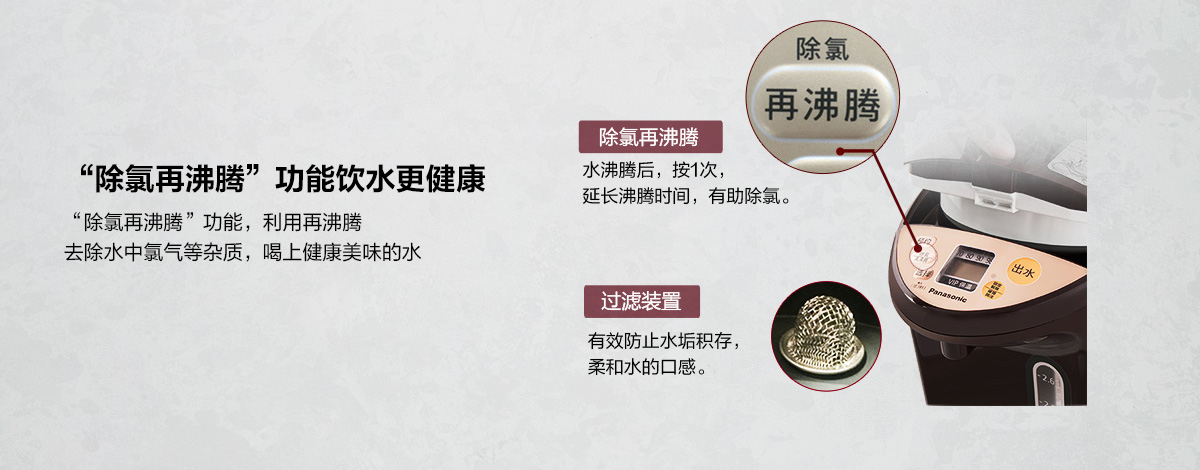 “除氯再沸腾”功能饮水更健康
“除氯再沸腾”功能，利用再沸腾
去除水中氯气等杂质，喝上健康美味的水
除氯
再沸腾
除氯再沸腾
水沸腾后，按1次，
延长沸腾时间，有助除氯。
过滤装置
有效防止水垢积存，
柔和水的口感。
出水
VIP 保温
Panasonic